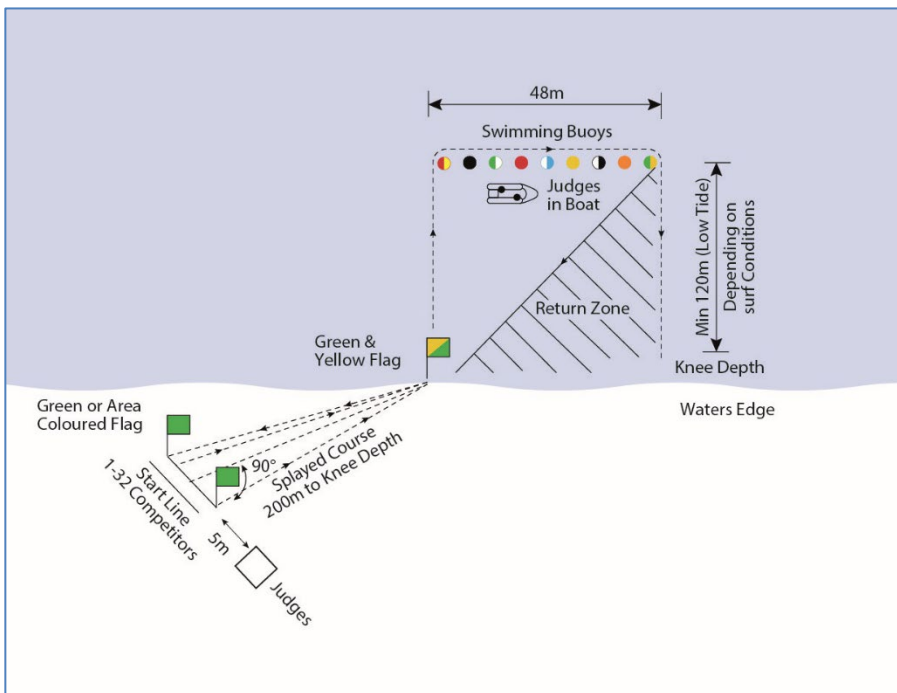 48m
Swimming Buoys
Judges
in Boat
Min 120m (Low Tide)
Depending on
surf Conditions
Return Zone
Green &
Yellow Flag
Knee Depth
Green or Area
Coloured Flag
Waters Edge
90°
Splayed Course
200m to Knee Depth
Start Line
1-32 Competitors
5m
Judges